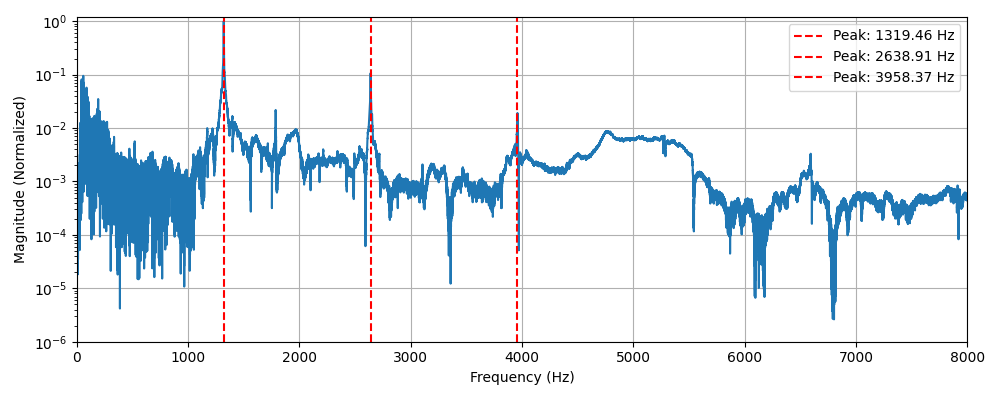 10⁰
10⁻¹
10⁻²
10⁻³
10⁻⁴
10⁻⁵
10⁻⁶
Magnitude (Normalized)
Peak: 1319.46 Hz
Peak: 2638.91 Hz
Peak: 3958.37 Hz
0 1000 2000 3000 4000 5000 6000 7000 8000
Frequency (Hz)